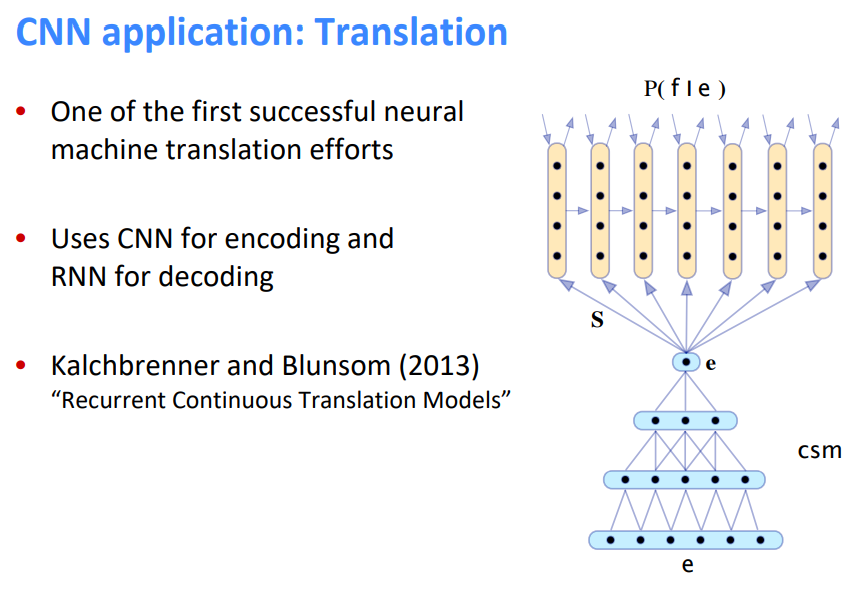 CNN application: Translation
• One of the first successful neural
machine translation efforts
• Uses CNN for encoding and
RNN for decoding
• Kalchbrenner and Blunsom (2013)
“Recurrent Continuous Translation Models”
P( f I e )
S
e
csm
e